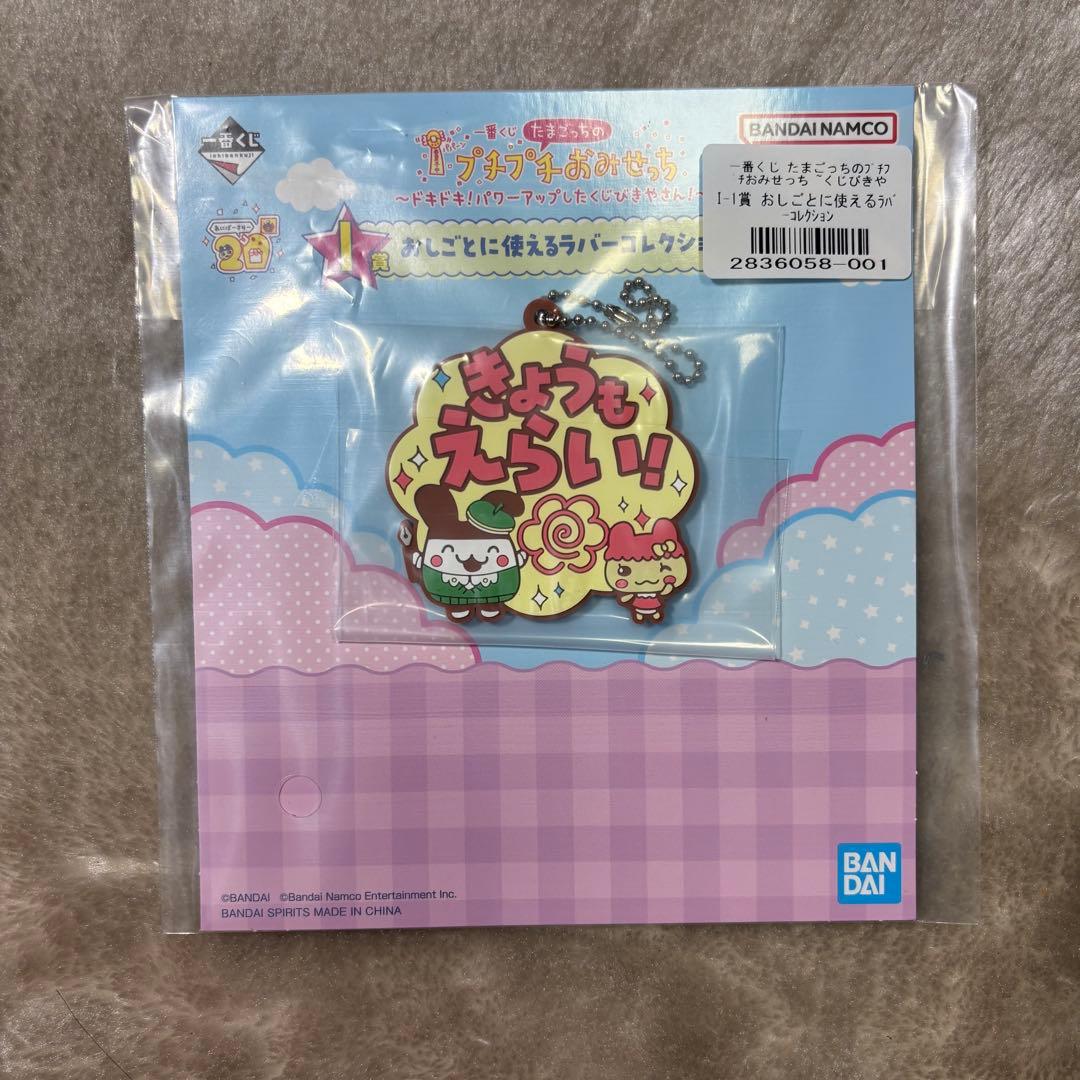 一番くじ
ichibankuji
一番くじ たまごっちの
プチプチおみせっち
～ドキドキ!パワーアップしたくじびきやさん!～
BANDAI NAMCO
一番くじ たまごっちのﾌﾟﾁﾌ
ﾟﾁおみせっち ~くじびきや
I-1賞 おしごとに使えるﾗﾊﾞ
ｰｺﾚｸｼｮﾝ
2836058-001
20
I賞 おしごとに使えるラバーコレクショ
きょうも
えらい!
BAN
DAI
©BANDAI ©Bandai Namco Entertainment Inc.
BANDAI SPIRITS MADE IN CHINA